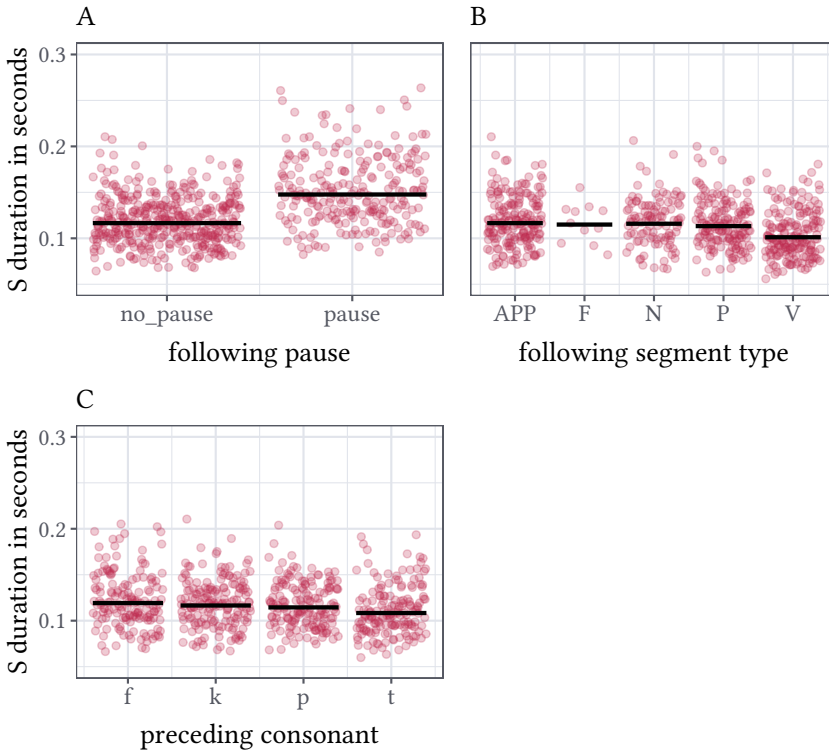 A
S duration in seconds
0.3
0.2
0.1
no_pause pause
following pause
B
APP F N P V
following segment type
C
S duration in seconds
0.3
0.2
0.1
f k p t
preceding consonant